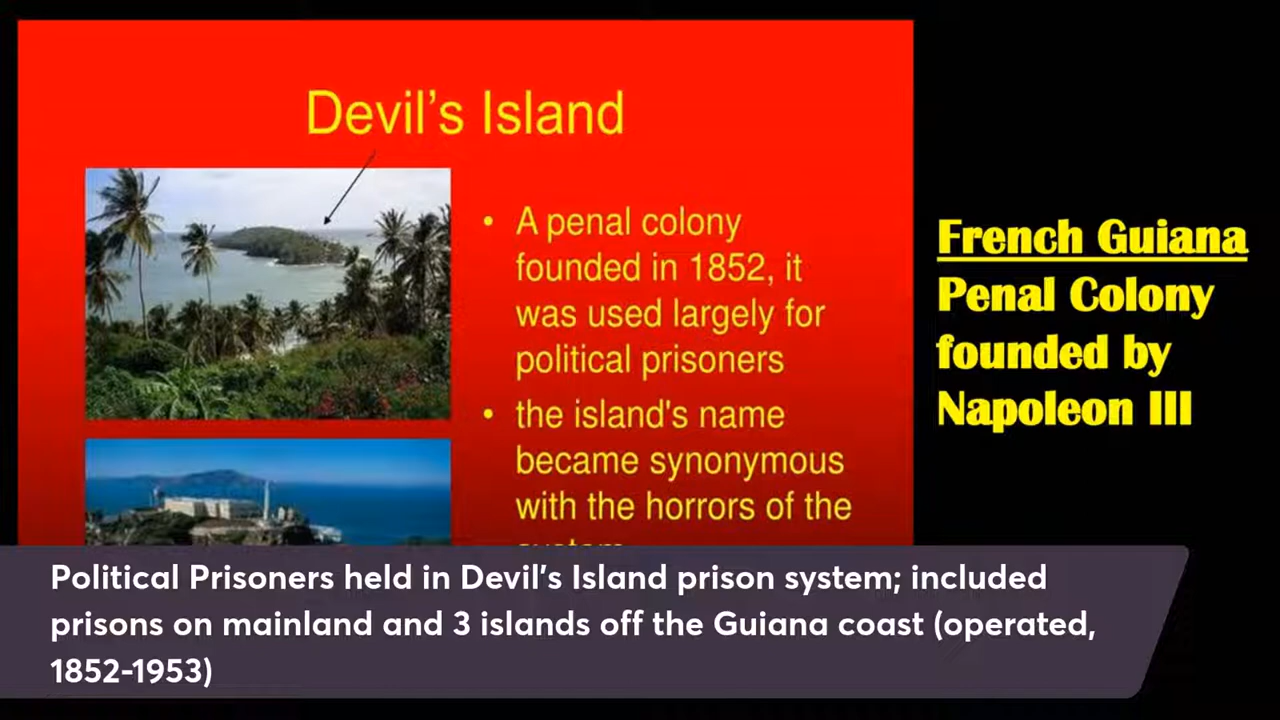 Devil's Island
• A penal colony
founded in 1852, it
was used largely for
political prisoners
• the island's name
became synonymous
with the horrors of the
French Guiana
Penal Colony
founded by
Napoleon III
Political Prisoners held in Devil's Island prison system; included
prisons on mainland and 3 islands off the Guiana coast (operated,
1852-1953)